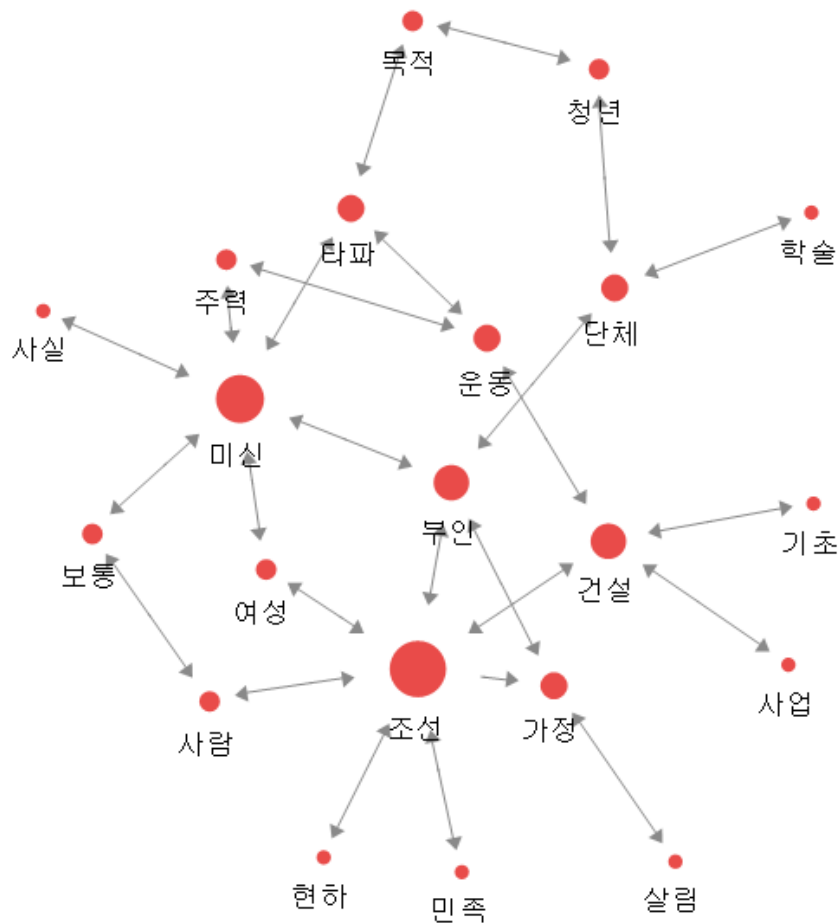 목적
청년
학술
타파
주력
단체
사실
운동
미신
부인
기초
보통
건설
여성
사업
사람
조선
가정
현하
민족
살림